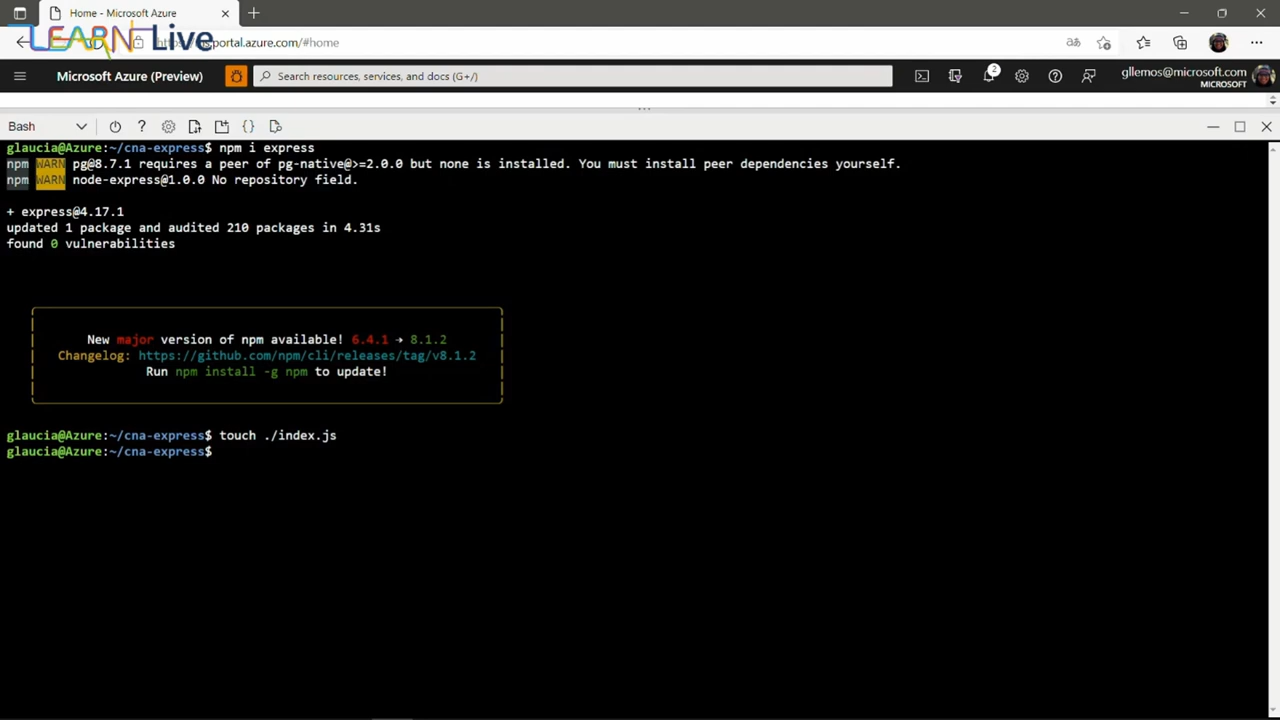 Home - Microsoft Azure
LEARN Live
portal.azure.com/#home
Microsoft Azure (Preview)
Search resources, services, and docs (G+/)
2
gllemos@microsoft.com
MICROSOFT
Bash
glaucia@Azure:~/cna-express$ npm i express
npm WARN pg@8.7.1 requires a peer of pg-native@>=2.0.0 but none is installed. You must install peer dependencies yourself.
npm WARN node-express@1.0.0 No repository field.
+ express@4.17.1
updated 1 package and audited 210 packages in 4.31s
found 0 vulnerabilities
New major version of npm available! 6.4.1 → 8.1.2
Changelog: https://github.com/npm/cli/releases/tag/v8.1.2
Run npm install -g npm to update!
glaucia@Azure:~/cna-express$ touch ./index.js
glaucia@Azure:~/cna-express$